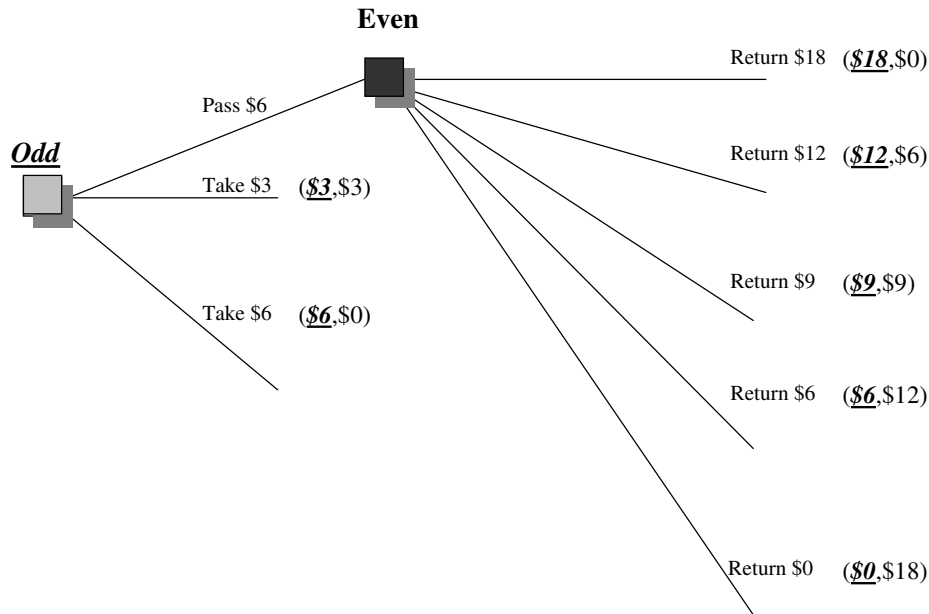 Even
Return $18 ($18,$0)
Pass $6
Odd
Return $12 ($12,$6)
Take $3 ($3,$3)
Return $9 ($9,$9)
Take $6 ($6,$0)
Return $6 ($6,$12)
Return $0 ($0,$18)